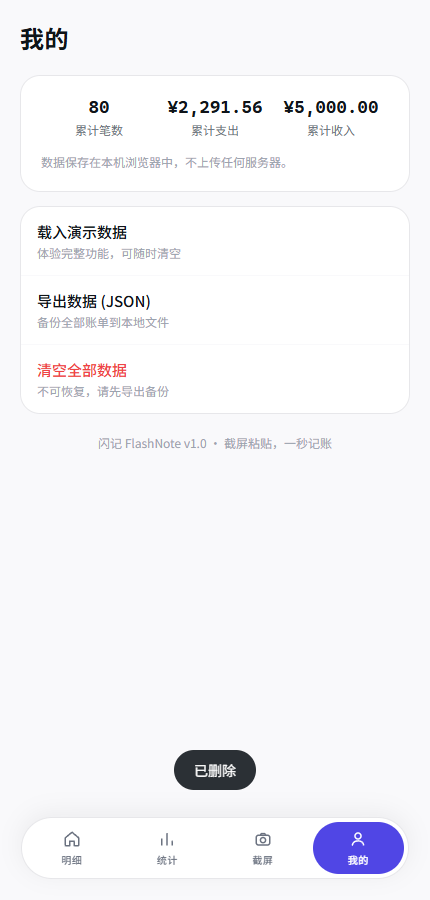 我的
80 ¥2,291.56 ¥5,000.00
累计笔数 累计支出 累计收入
数据保存在本机浏览器中，不上传任何服务器。
载入演示数据
体验完整功能，可随时清空
导出数据 (JSON)
备份全部账单到本地文件
清空全部数据
不可恢复，请先导出备份
闪记 FlashNote v1.0 · 截屏粘贴，一秒记账
已删除
明细 统计 截屏 我的